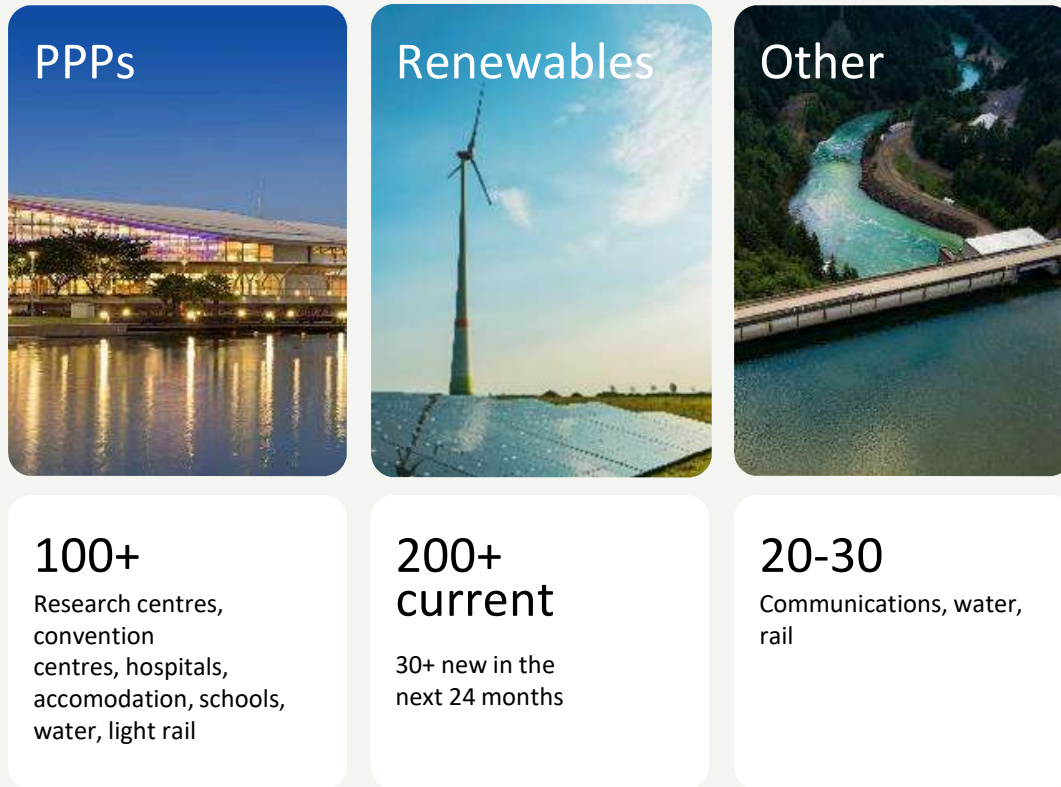 PPPs
Renewables
Other
100+
Research centres,
convention
centres, hospitals,
accomodation, schools,
water, light rail
200+
current
30+ new in the
next 24 months
20-30
Communications, water,
rail